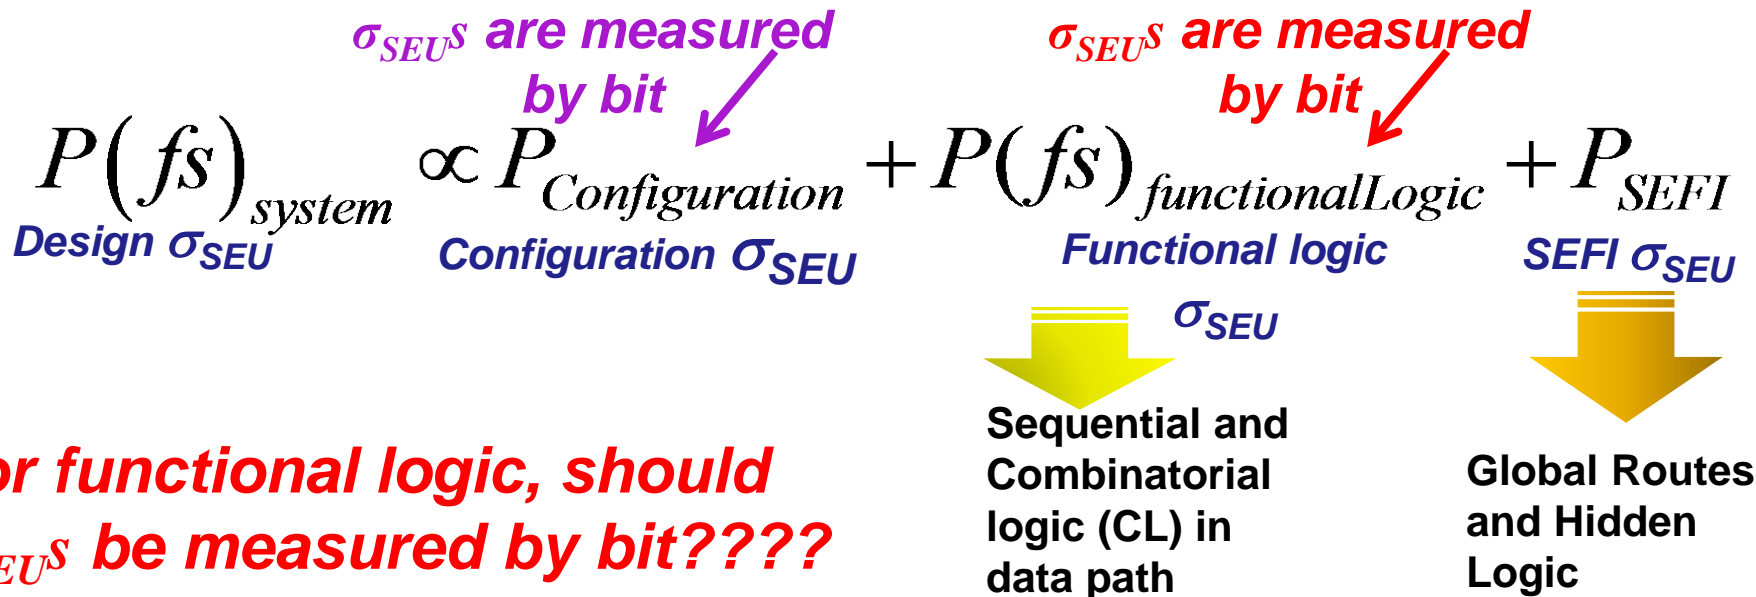 σSEUs are measured
by bit
σSEUs are measured
by bit
P(fs)system ∝ PConfiguration + P(fs)functionalLogic + PSEFI
Design σSEU
Configuration σSEU
Functional logic
σSEU
SEFI σSEU
Sequential and
Combinatorial
logic (CL) in
data path
Global Routes
and Hidden
Logic
or functional logic, should
EUs be measured by bit????